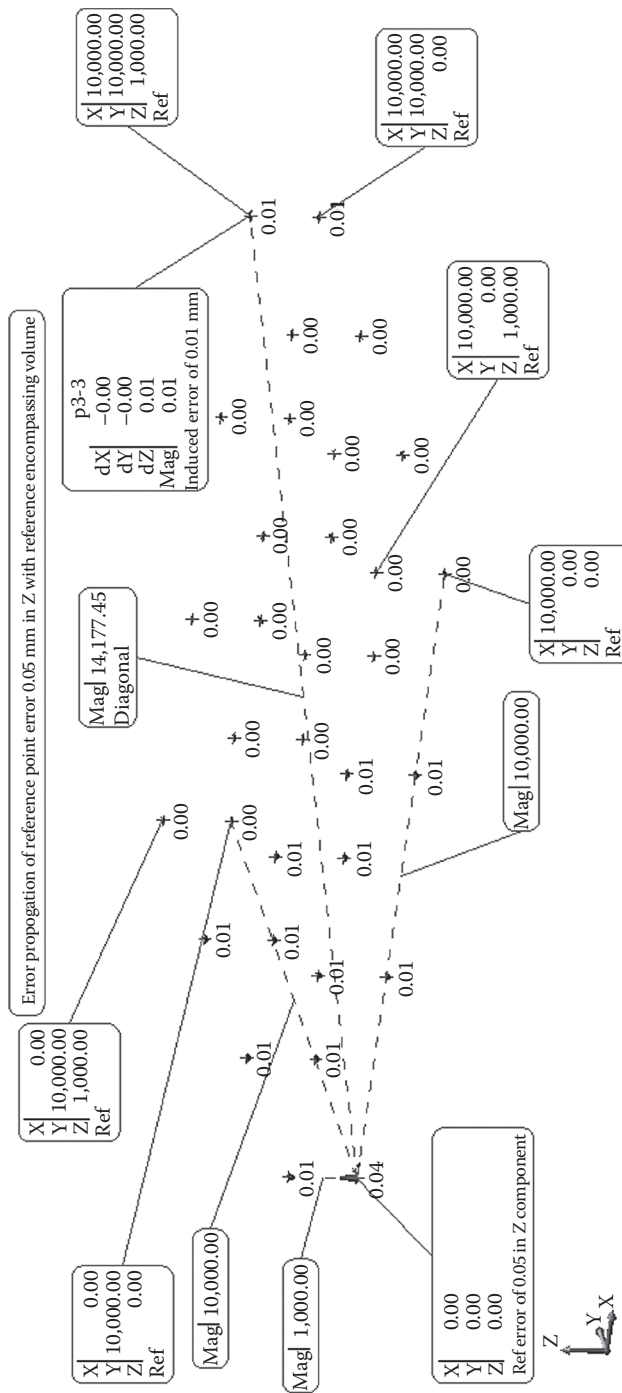 Error propogation of reference point error 0.05 mm in Z with reference encompassing volume
X 0.00
Y 10,000.00
Z 1,000.00
Ref
X 0.00
Y 10,000.00
Z 0.00
Ref
Mag 14,177.45
Diagonal
p3-3
dX −0.00
dY −0.00
dZ 0.01
Mag 0.01
Induced error of 0.01 mm
X 10,000.00
Y 10,000.00
Z 1,000.00
Ref
Mag 10,000.00
Mag 1,000.00
0.00
0.00
0.01
0.00
0.00
0.00
0.01
0.01
0.00
0.00
0.01
0.01
0.00
0.00
0.01
0.00
0.00
0.01
0.01
0.01
0.00
0.00
0.01
0.01
0.04
0.00
0.00
0.00
0.01
0.00
0.01
0.00
X 10,000.00
Y 10,000.00
Z 0.00
Ref
X 10,000.00
Y 0.00
Z 1,000.00
Ref
X 0.00
Y 0.00
Z 0.00
Ref error of 0.05 in Z component
Mag 10,000.00
X 10,000.00
Y 0.00
Z 0.00
Ref
Z
Y
X